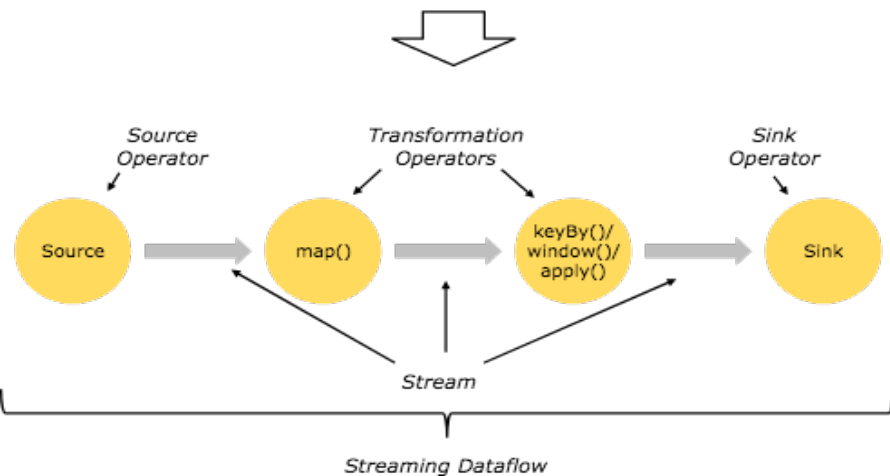 Source
Operator
Transformation
Operators
Sink
Operator
Source
map()
keyBy()/
window()/
apply()
Sink
Stream
Streaming Dataflow